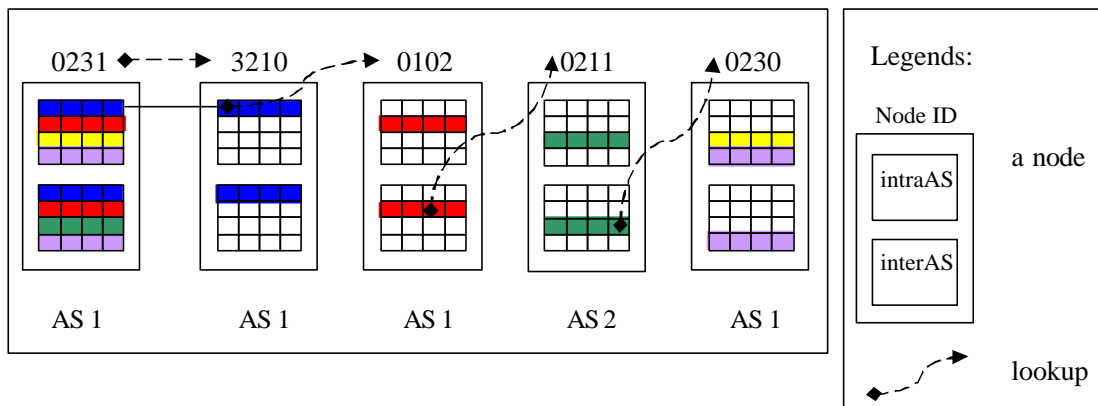 0231 3210 0102 0211 0230
AS 1 AS 1 AS 1 AS 2 AS 1
Legends:
Node ID
a node
intraAS
interAS
lookup